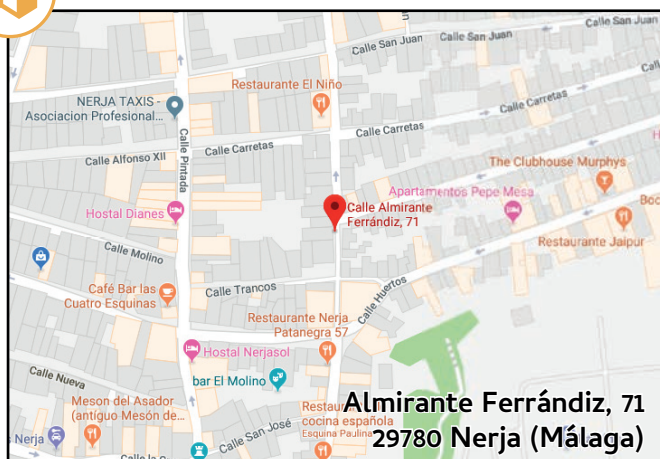 Calle San Juan
Calle San Juan
Calle San Juan
Restaurante El Niño
NERJA TAXIS -
Asociacion Profesional...
Calle Carretas
Calle Carretas
Calle Carretas
Calle Pintada
Calle Alfonso XII
The Clubhouse Murphys
Apartamentos Pepe Mesa
Calle Almirante
Ferrándiz, 71
Hostal Dianes
Restaurante Jaipur
Calle Molino
Café Bar las
Cuatro Esquinas
Calle Trancos
Calle Huertos
Restaurante Nerja
Patanegra 57
Hostal Nerjasol
Calle Nueva
bar El Molino
Meson del Asador
(antiguo Mesón de...
Almirante Ferrándiz, 71
cocina española
Esquina Paulina
29780 Nerja (Málaga)
Nerja
Calle San José